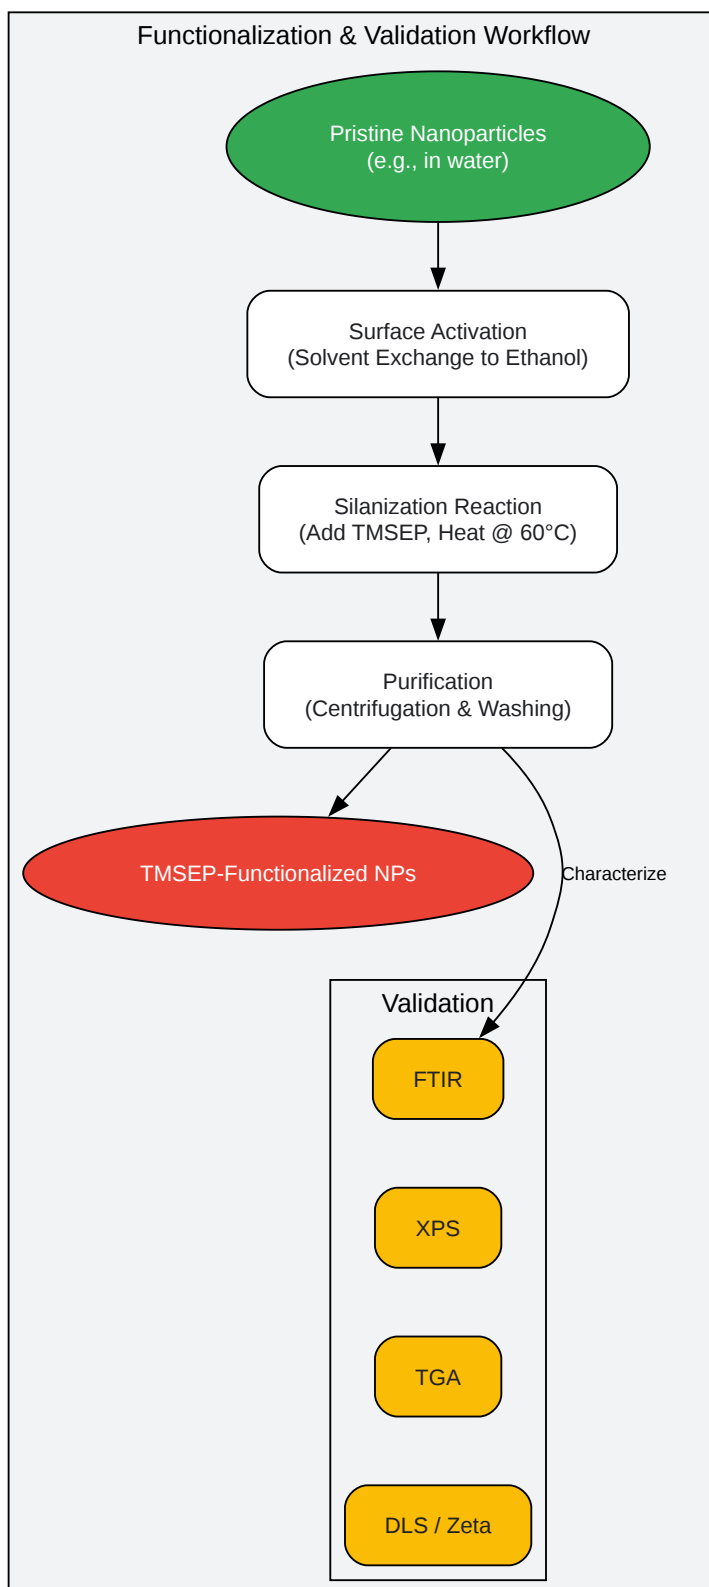 Functionalization & Validation Workflow
Pristine Nanoparticles
(e.g., in water)
Surface Activation
(Solvent Exchange to Ethanol)
Silanization Reaction
(Add TMSEP, Heat @ 60°C)
Purification
(Centrifugation & Washing)
TMSEP-Functionalized NPs
Characterize
Validation
FTIR
XPS
TGA
DLS / Zeta